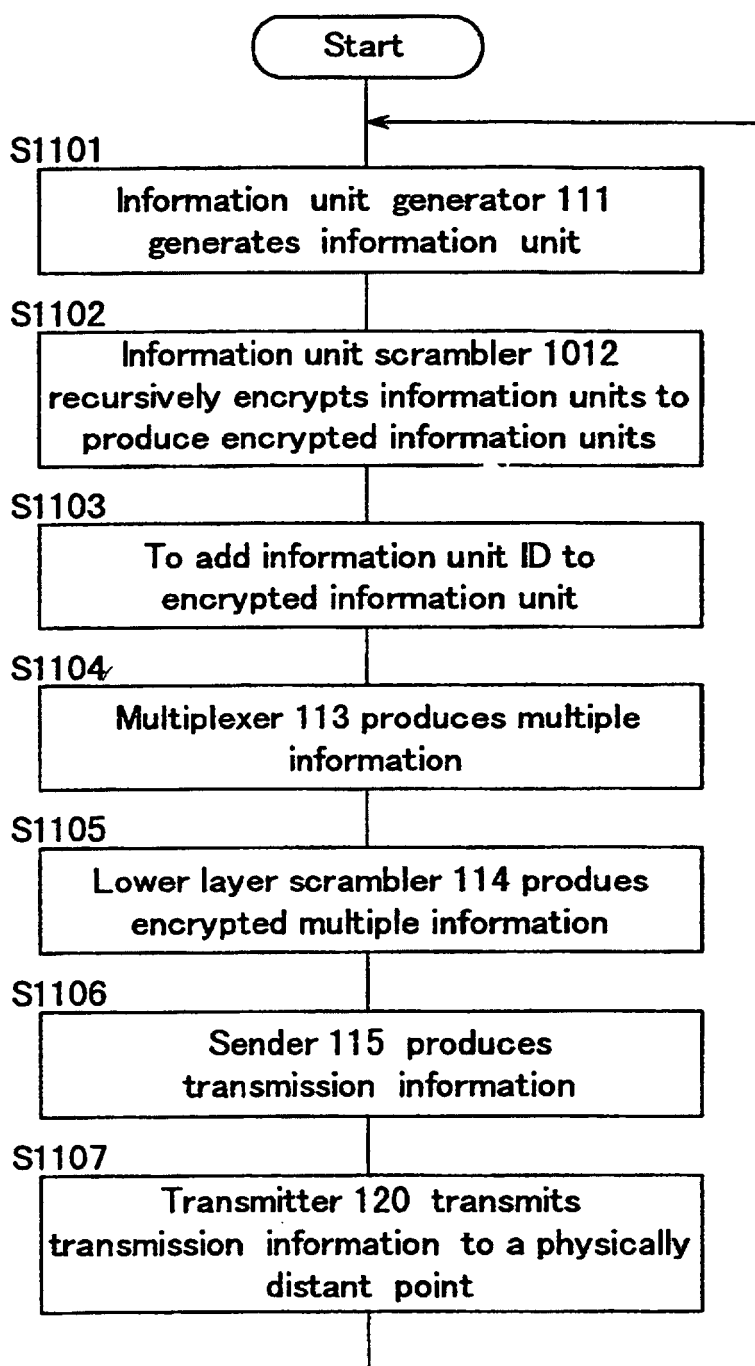 Start
S1101
Information unit generator 111
generates information unit
S1102
Information unit scrambler 1012
recursively encrypts information units to
produce encrypted information units
S1103
To add information unit ID to
encrypted information unit
S1104
Multiplexer 113 produces multiple
information
S1105
Lower layer scrambler 114 produes
encrypted multiple information
S1106
Sender 115 produces
transmission information
S1107
Transmitter 120 transmits
transmission information to a physically
distant point